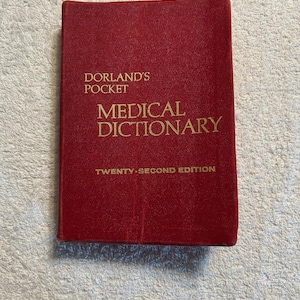 DORLAND'S
POCKET
MEDICAL
DICTIONARY
TWENTY-SECOND EDITION